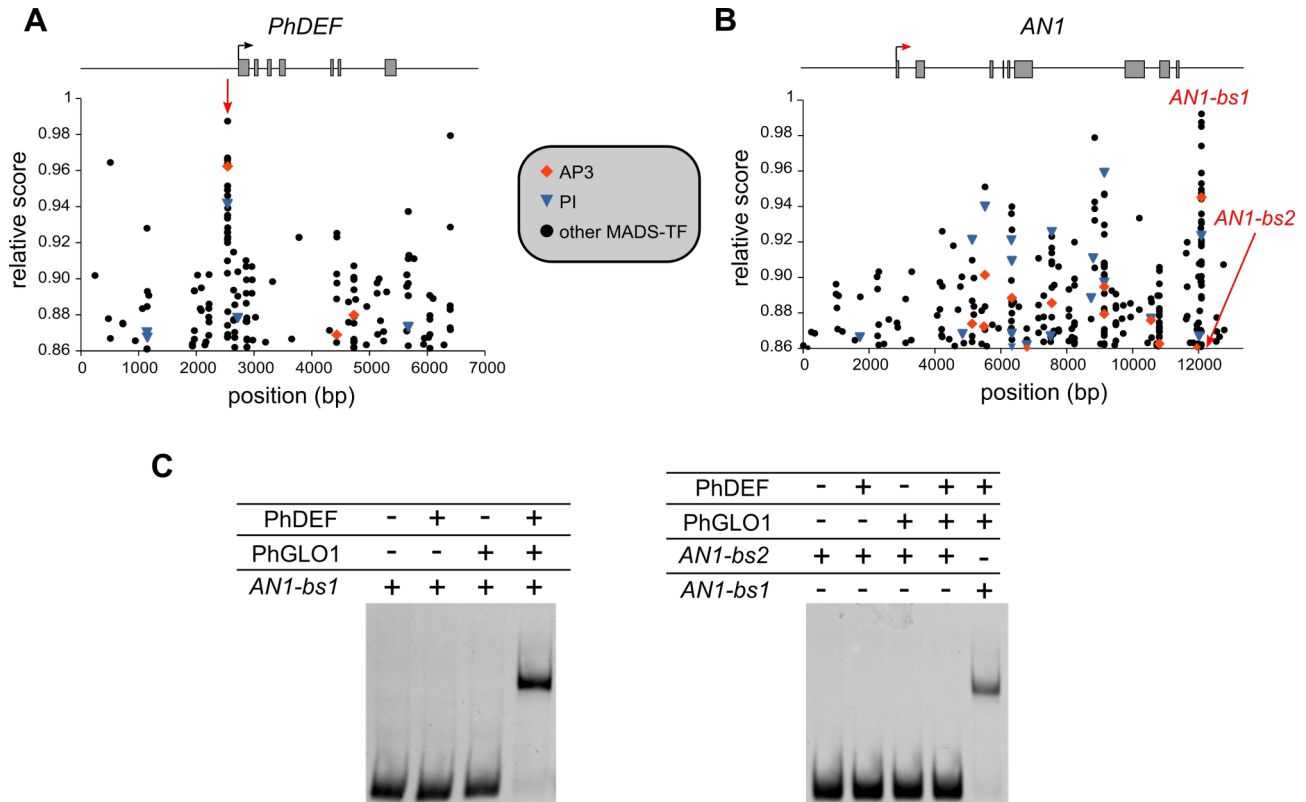 A
PhDEF
1
0.98
0.96
0.94
0.92
0.90
0.88
0.86
relative score
0 1000 2000 3000 4000 5000 6000 7000
position (bp)
AP3
PI
other MADS-TF
B
AN1
AN1-bs1
AN1-bs2
1
0.98
0.96
0.94
0.92
0.90
0.88
0.86
relative score
0 2000 4000 6000 8000 10000 12000
position (bp)
C
PhDEF - + - +
PhGLO1 - - + +
AN1-bs1 + + + +
PhDEF - + - + +
PhGLO1 - - + + +
AN1-bs2 + + + + -
AN1-bs1 - - - - +